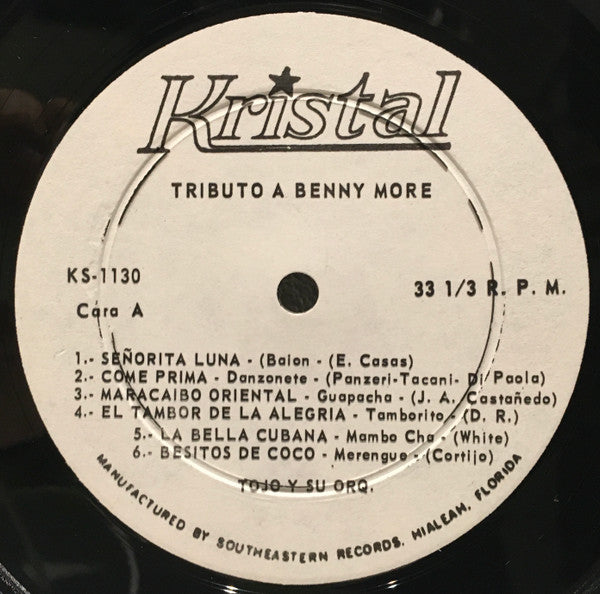 Kristal
TRIBUTO A BENNY MORE
KS-1130
33 1/3 R. P. M.
Cara A
1.- SEÑORITA LUNA - (Baion - (E. Casas)
2.- COME PRIMA - Danzonete - (Panzeri-Tacani- Di Paola)
3.- MARACAIBO ORIENTAL - Guapacha - (J. A. Castañedo)
4.- EL TAMBOR DE LA ALEGRIA - Tamborito - (D. R.)
5.- LA BELLA CUBANA - Mambo Cha - (White)
6.- BESITOS DE COCO - Merengue - (Cortijo)
TOJO Y SU ORQ.
MANUFACTURED BY SOUTHEASTERN RECORDS. HIALEAH, FLORIDA